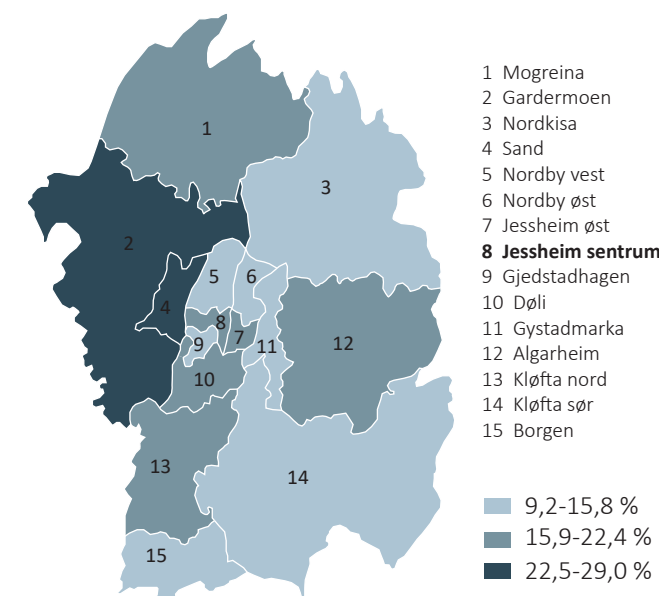 1 Mogreina
2 Gardermoen
3 Nordkisa
4 Sand
5 Nordby vest
6 Nordby øst
7 Jessheim øst
8 Jessheim sentrum
9 Gjedstadhagen
10 Døli
11 Gystadmarka
12 Algarheim
13 Kløfta nord
14 Kløfta sør
15 Borgen
9,2-15,8 %
15,9-22,4 %
22,5-29,0 %
1
3
2
5
6
4
8
7
9
11
12
10
13
14
15